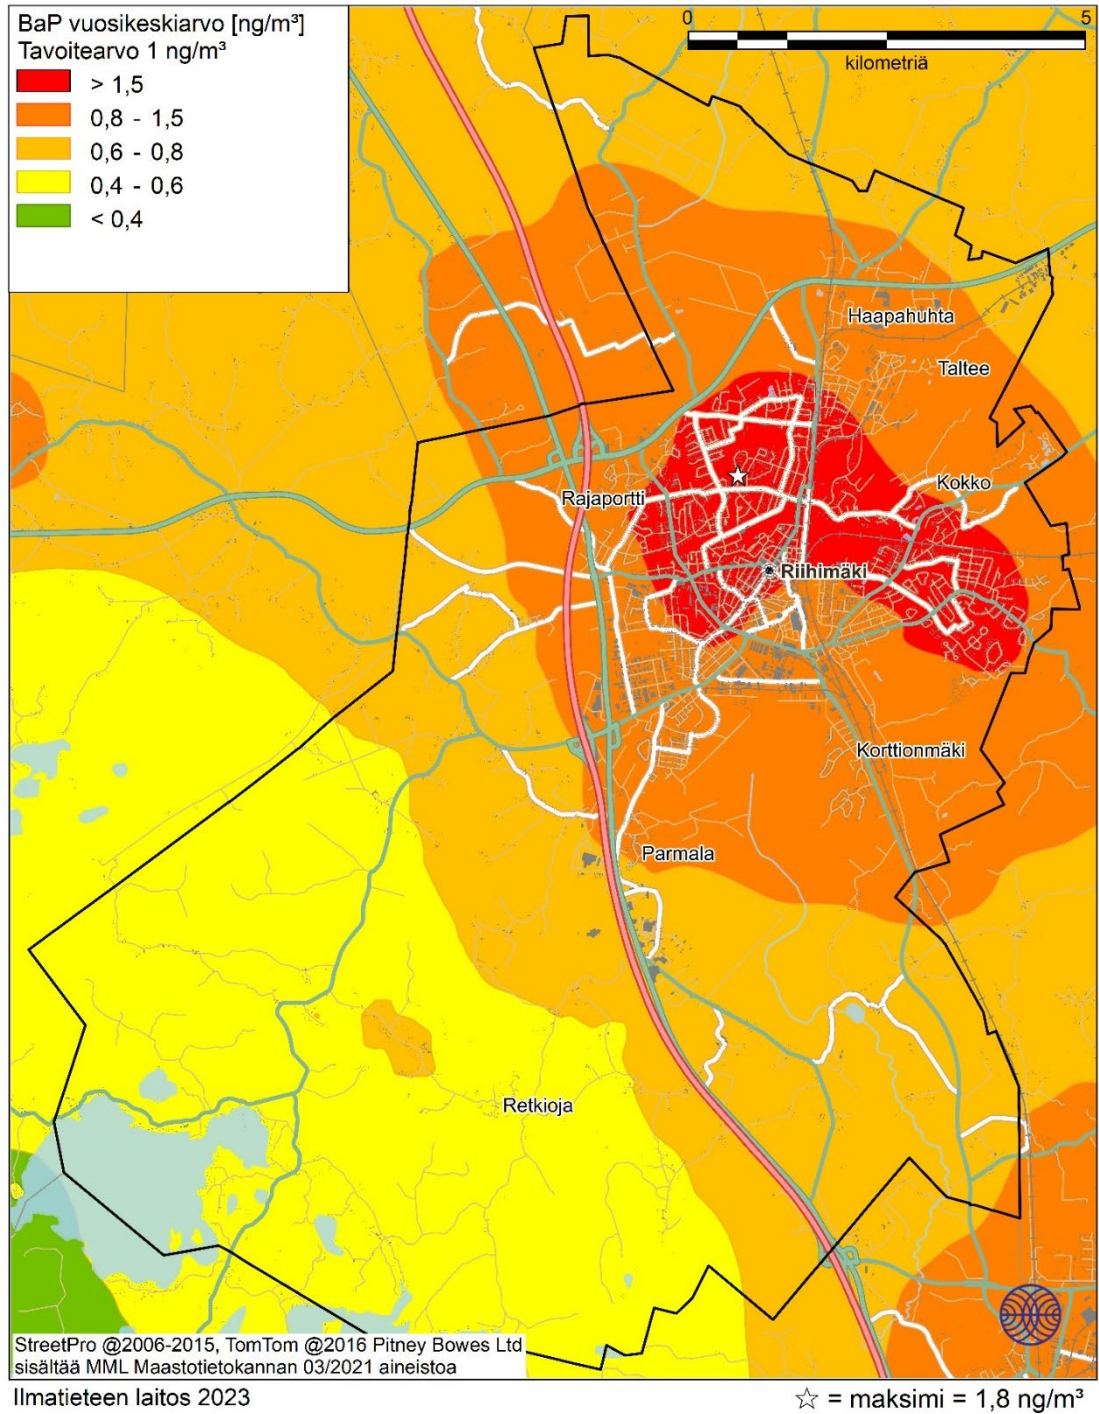 BaP vuosikeskiarvo [ng/m³]
Tavoitearvo 1 ng/m³
> 1,5
0,8 - 1,5
0,6 - 0,8
0,4 - 0,6
< 0,4
0 5
kilometriä
Haapahuhta
Taltee
Kokko
Rajaportti
Riihimäki
Korttionmäki
Parmala
Retkioja
StreetPro @2006-2015, TomTom @2016 Pitney Bowes Ltd
sisältää MML Maastotietokannan 03/2021 aineistoa
Ilmatieteen laitos 2023
☆ = maksimi = 1,8 ng/m³